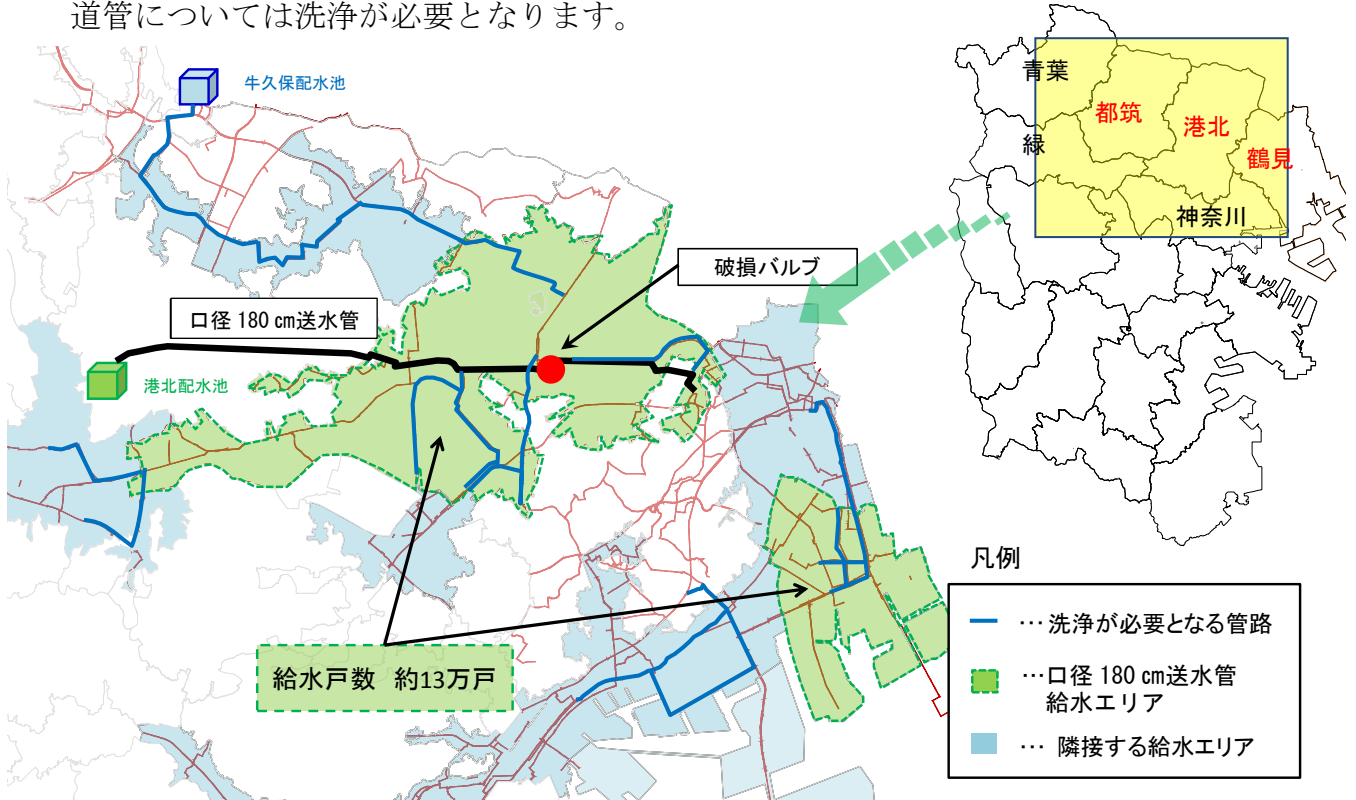 道管については洗浄が必要となります。
牛久保配水池
青葉
都筑
港北
緑
鶴見
神奈川
破損バルブ
口径 180 ㎝送水管
港北配水池
給水戸数 約13万戸
凡例
…洗浄が必要となる管路
…口径 180 ㎝送水管
給水エリア
… 隣接する給水エリア